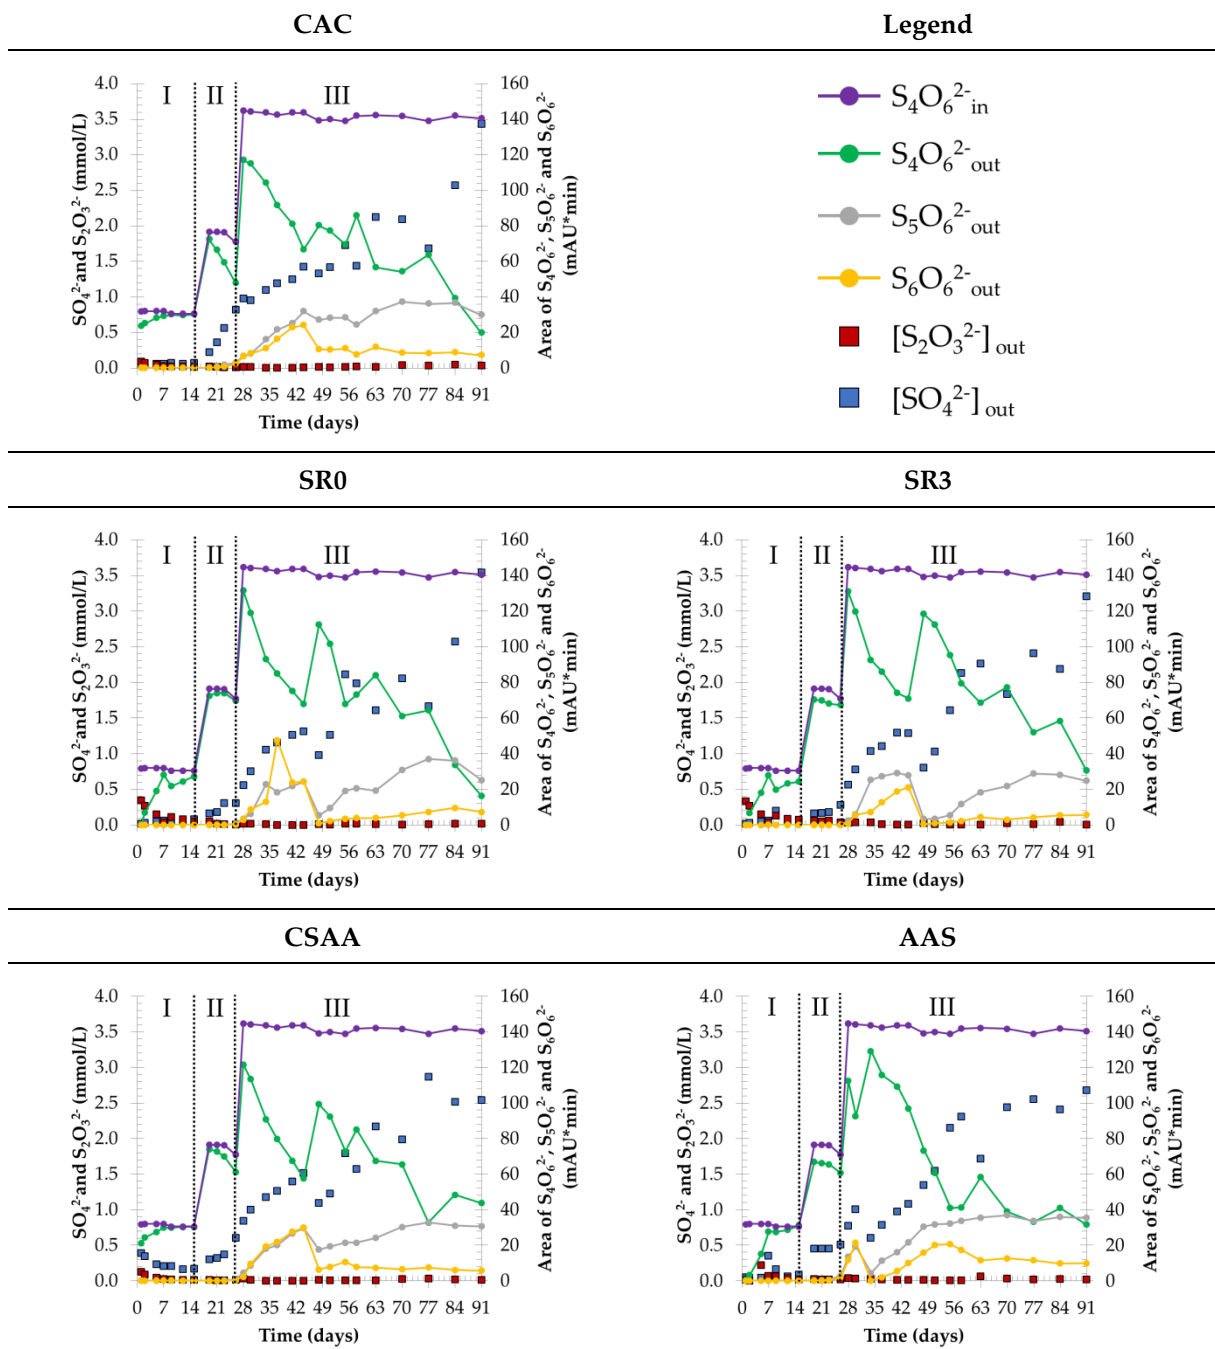 CAC
Legend
I II III
4.0 3.5 3.0 2.5 2.0 1.5 1.0 0.5 0.0
160 140 120 100 80 60 40 20 0
0 7 14 21 28 35 42 49 56 63 70 77 84 91
Time (days)
SO₄²⁻ and S₂O₃²⁻ (mmol/L)
Area of S₄O₆²⁻, S₅O₆²⁻ and S₆O₆²⁻
(mAU*min)
S₄O₆²⁻in
S₄O₆²⁻out
S₅O₆²⁻out
S₆O₆²⁻out
[S₂O₃²⁻] out
[SO₄²⁻] out
SR0
SR3
I II III
4.0 3.5 3.0 2.5 2.0 1.5 1.0 0.5 0.0
160 140 120 100 80 60 40 20 0
0 7 14 21 28 35 42 49 56 63 70 77 84 91
Time (days)
SO₄²⁻ and S₂O₃²⁻ (mmol/L)
Area of S₄O₆²⁻, S₅O₆²⁻ and S₆O₆²⁻
(mAU*min)
I II III
4.0 3.5 3.0 2.5 2.0 1.5 1.0 0.5 0.0
160 140 120 100 80 60 40 20 0
0 7 14 21 28 35 42 49 56 63 70 77 84 91
Time (days)
SO₄²⁻ and S₂O₃²⁻ (mmol/L)
Area of S₄O₆²⁻, S₅O₆²⁻ and S₆O₆²⁻
(mAU*min)
CSAA
AAS
I II III
4.0 3.5 3.0 2.5 2.0 1.5 1.0 0.5 0.0
160 140 120 100 80 60 40 20 0
0 7 14 21 28 35 42 49 56 63 70 77 84 91
Time (days)
SO₄²⁻ and S₂O₃²⁻ (mmol/L)
Area of S₄O₆²⁻, S₅O₆²⁻ and S₆O₆²⁻
(mAU*min)
I II III
4.0 3.5 3.0 2.5 2.0 1.5 1.0 0.5 0.0
160 140 120 100 80 60 40 20 0
0 7 14 21 28 35 42 49 56 63 70 77 84 91
Time (days)
SO₄²⁻ and S₂O₃²⁻ (mmol/L)
Area of S₄O₆²⁻, S₅O₆²⁻ and S₆O₆²⁻
(mAU*min)